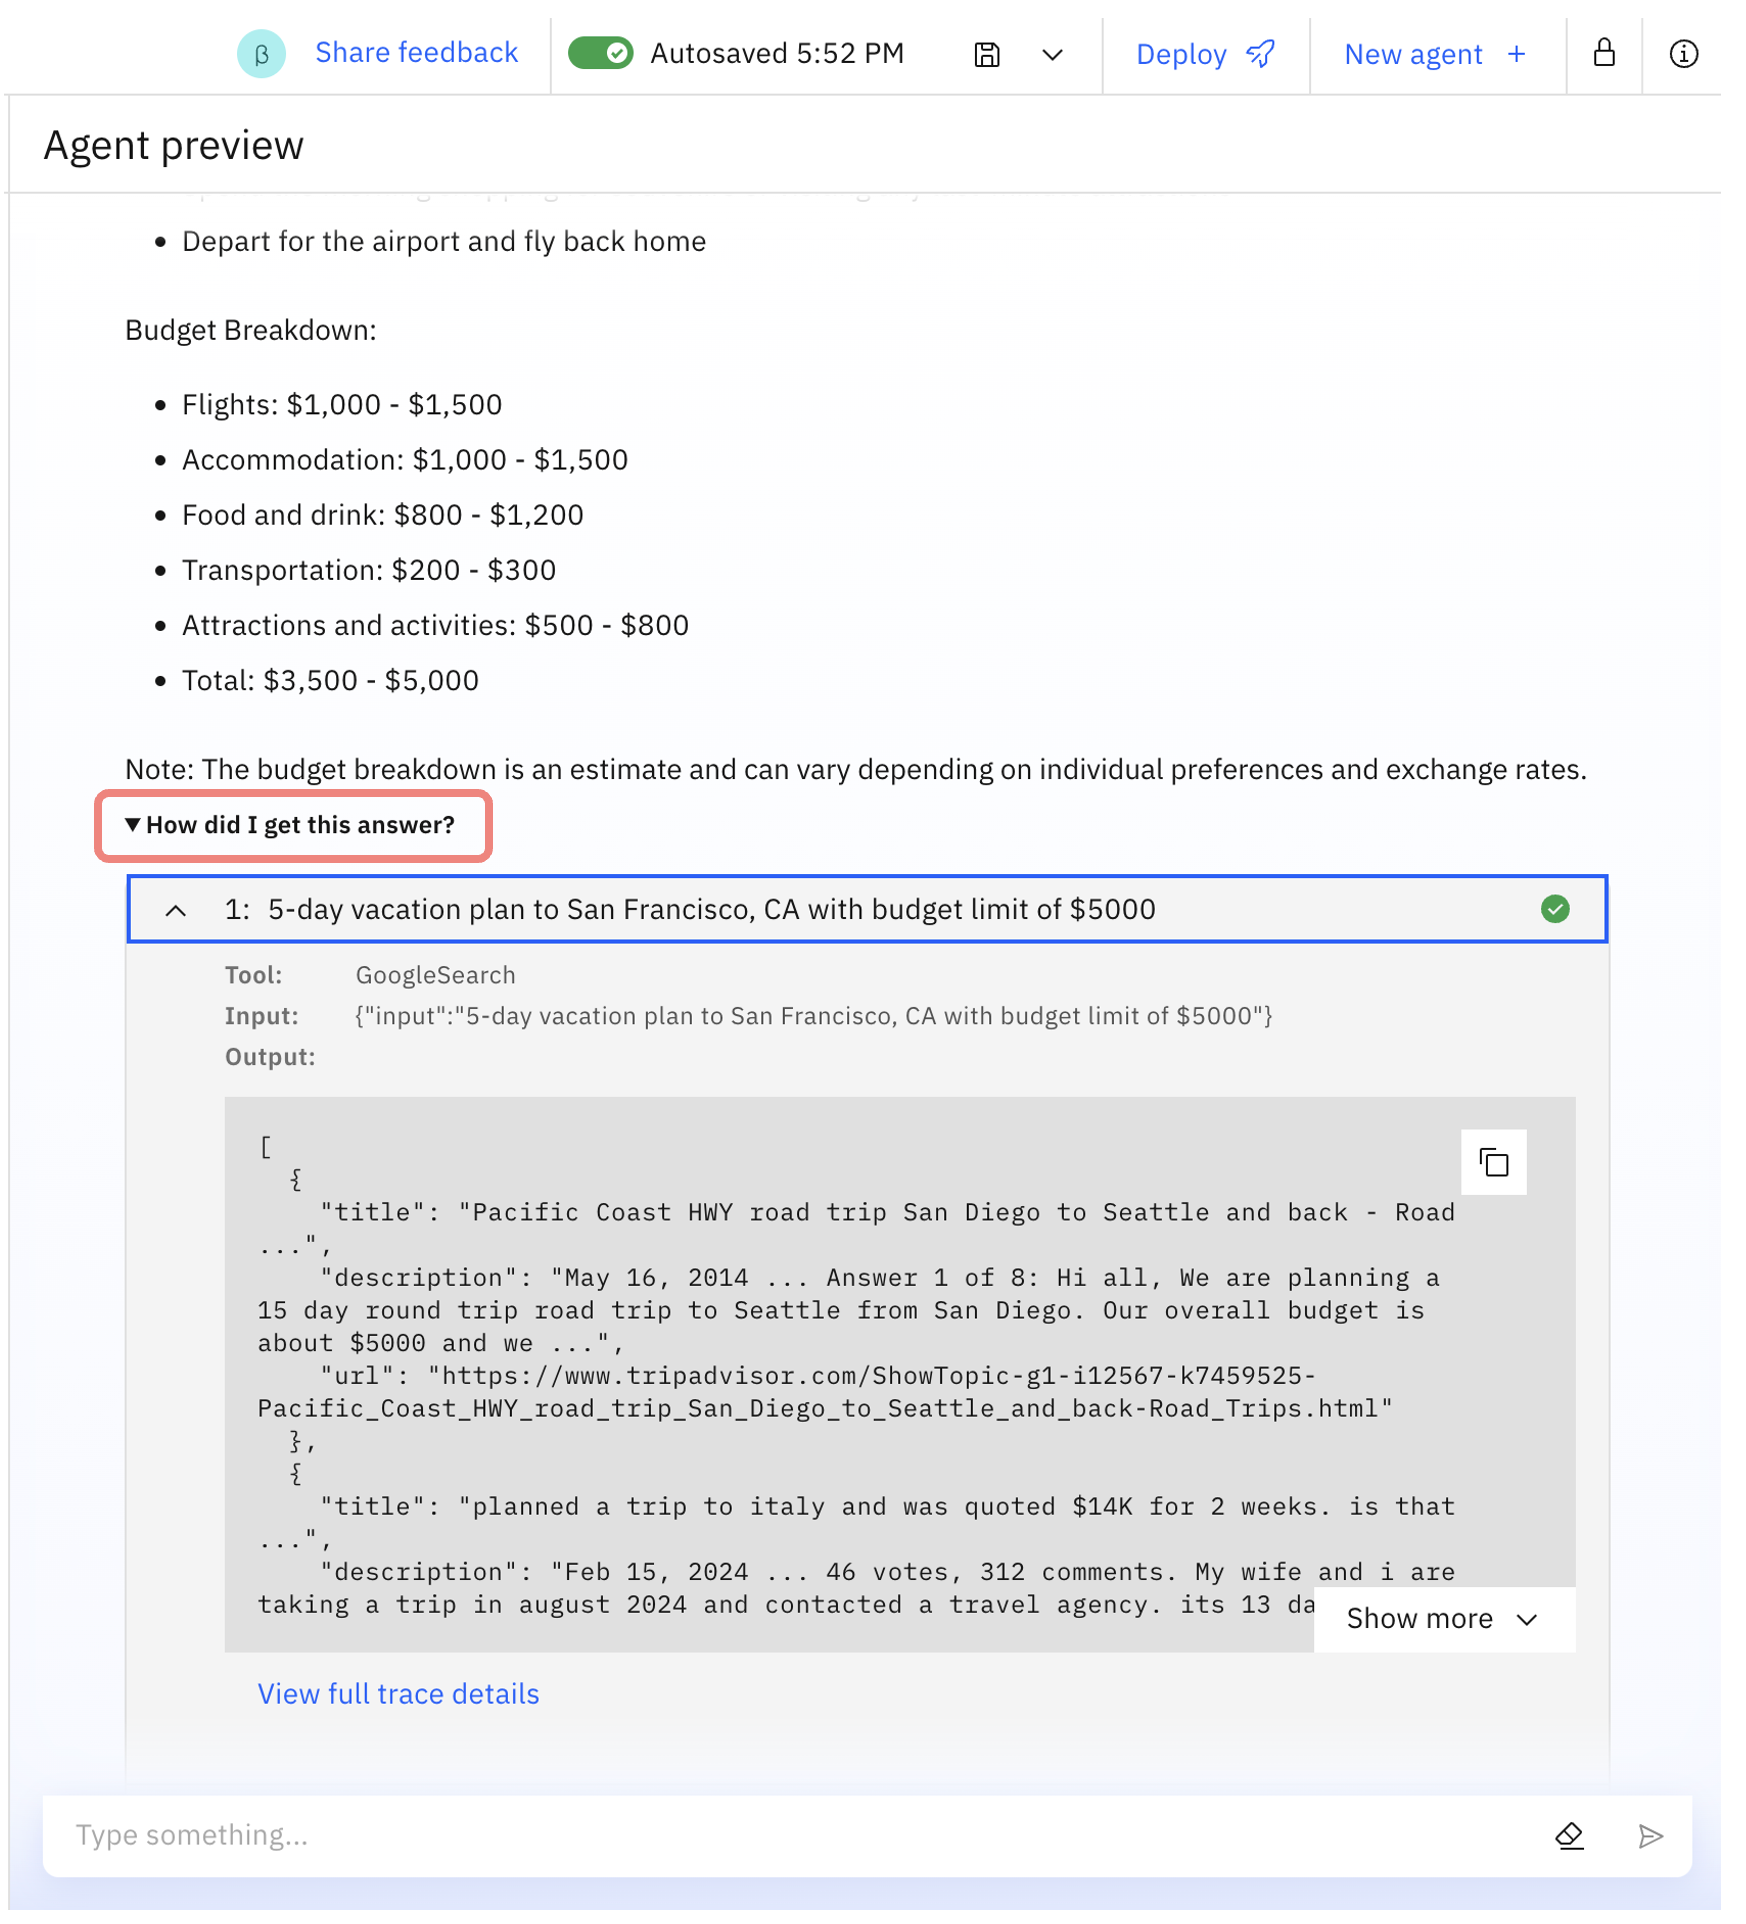 β Share feedback Autosaved 5:52 PM Deploy New agent +
Agent preview
• Depart for the airport and fly back home
Budget Breakdown:
• Flights: $1,000 - $1,500
• Accommodation: $1,000 - $1,500
• Food and drink: $800 - $1,200
• Transportation: $200 - $300
• Attractions and activities: $500 - $800
• Total: $3,500 - $5,000
Note: The budget breakdown is an estimate and can vary depending on individual preferences and exchange rates.
▼How did I get this answer?
1: 5-day vacation plan to San Francisco, CA with budget limit of $5000
Tool: GoogleSearch
Input: {"input":"5-day vacation plan to San Francisco, CA with budget limit of $5000"}
Output:
[
{
"title": "Pacific Coast HWY road trip San Diego to Seattle and back - Road
...",
"description": "May 16, 2014 ... Answer 1 of 8: Hi all, We are planning a
15 day round trip road trip to Seattle from San Diego. Our overall budget is
about $5000 and we ...",
"url": "https://www.tripadvisor.com/ShowTopic-g1-i12567-k7459525-
Pacific_Coast_HWY_road_trip_San_Diego_to_Seattle_and_back-Road_Trips.html"
},
{
"title": "planned a trip to italy and was quoted $14K for 2 weeks. is that
...",
"description": "Feb 15, 2024 ... 46 votes, 312 comments. My wife and i are
taking a trip in august 2024 and contacted a travel agency. its 13 da
Show more
View full trace details
Type something...